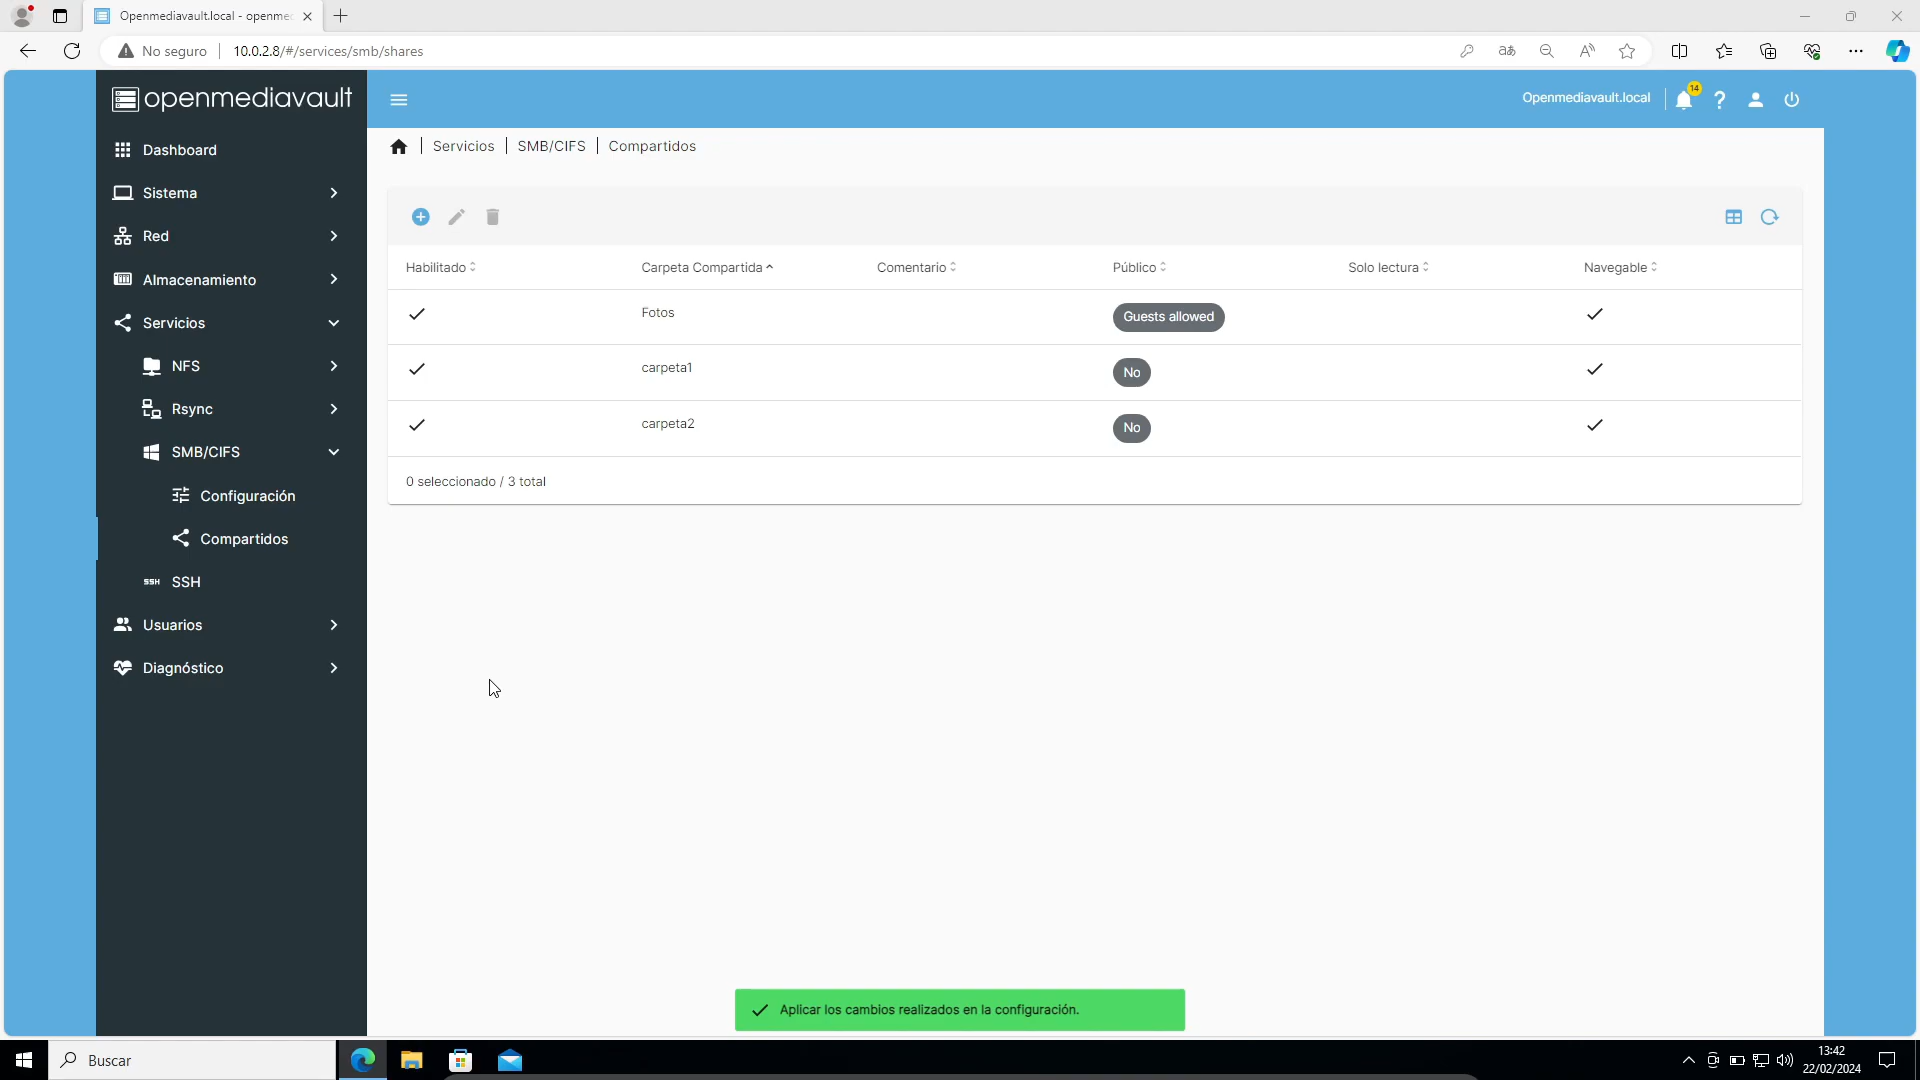 Openmediavault.local - openme
No seguro
10.0.2.8/#/services/smb/shares
aあ
openmediavault
Openmediavault.local
14
Servicios | SMB/CIFS | Compartidos
Dashboard
Sistema
Red
Almacenamiento
Servicios
NFS
Rsync
SMB/CIFS
Configuración
Compartidos
SSH SSH
Usuarios
Diagnóstico
Habilitado Carpeta Compartida Comentario Público Solo lectura Navegable
Fotos Guests allowed
carpeta1 No
carpeta2 No
0 seleccionado / 3 total
Aplicar los cambios realizados en la configuración.
Buscar
13:42
22/02/2024